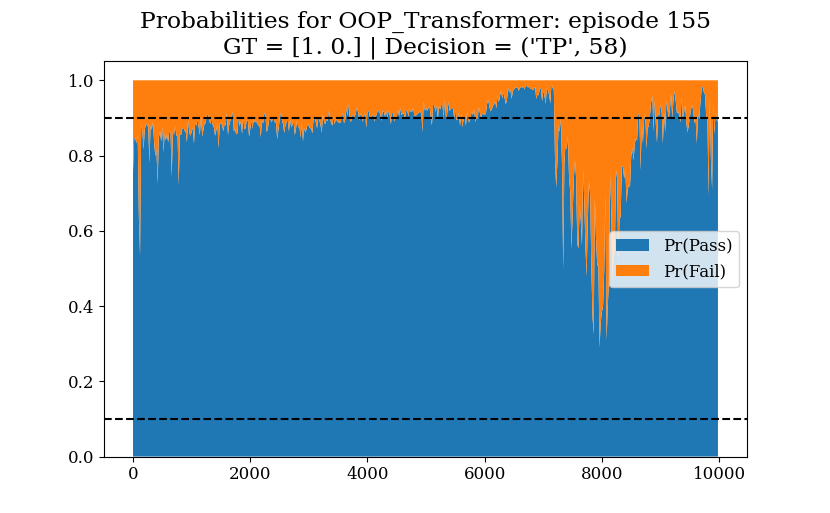 Probabilities for OOP_Transformer: episode 155
GT = [1. 0.] | Decision = ('TP', 58)
1.0
0.8
0.6
0.4
0.2
0.0
Pr(Pass)
Pr(Fail)
0 2000 4000 6000 8000 10000